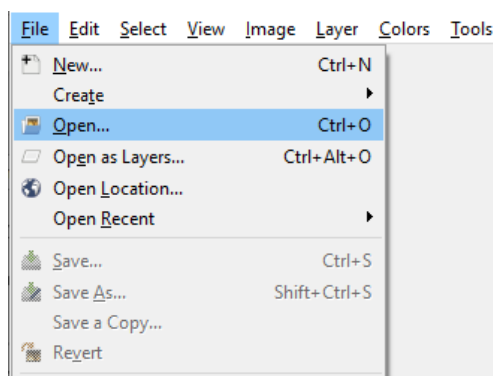 File Edit Select View Image Layer Colors Tools
New... Ctrl+N
Create
Open... Ctrl+O
Open as Layers... Ctrl+Alt+O
Open Location...
Open Recent
Save... Ctrl+S
Save As... Shift+Ctrl+S
Save a Copy...
Revert